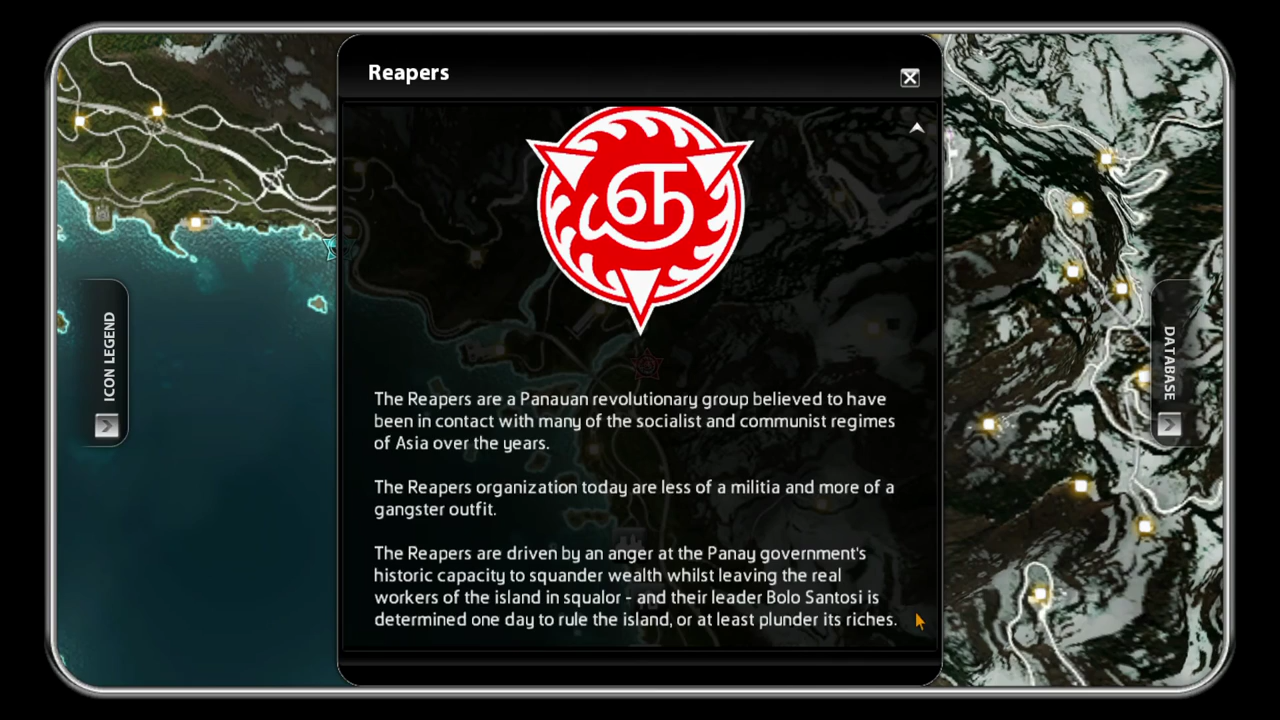 Reapers
ICON LEGEND
DATABASE
The Reapers are a Panauan revolutionary group believed to have
been in contact with many of the socialist and communist regimes
of Asia over the years.
The Reapers organization today are less of a militia and more of a
gangster outfit.
The Reapers are driven by an anger at the Panay government's
historic capacity to squander wealth whilst leaving the real
workers of the island in squalor - and their leader Bolo Santosi is
determined one day to rule the island, or at least plunder its riches.